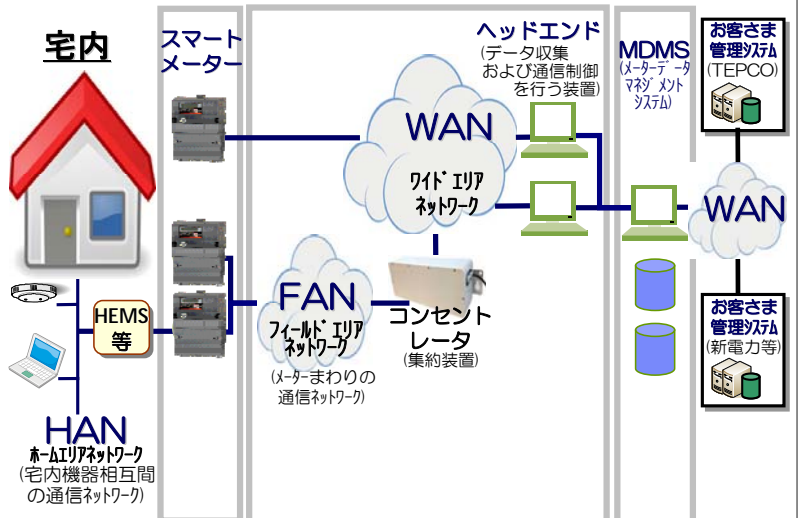 宅内
スマート
メーター
ヘッドエンド
(データ収集
および通信制御
を行う装置)
MDMS
(ﾒｰﾀｰﾃﾞｰﾀ
ﾏﾈｼﾞﾒﾝﾄ
ｼｽﾃﾑ)
お客さま
管理ｼｽﾃﾑ
(TEPCO)
WAN
ﾜｲﾄﾞｴﾘｱ
ﾈｯﾄﾜｰｸ
WAN
HEMS
等
FAN
ﾌｨｰﾙﾄﾞｴﾘｱ
ﾈｯﾄﾜｰｸ
(ﾒｰﾀｰまわりの
通信ﾈｯﾄﾜｰｸ)
コンセント
レータ
(集約装置)
お客さま
管理ｼｽﾃﾑ
(新電力等)
HAN
ﾎｰﾑｴﾘｱﾈｯﾄﾜｰｸ
(宅内機器相互間
の通信ﾈｯﾄﾜｰｸ)